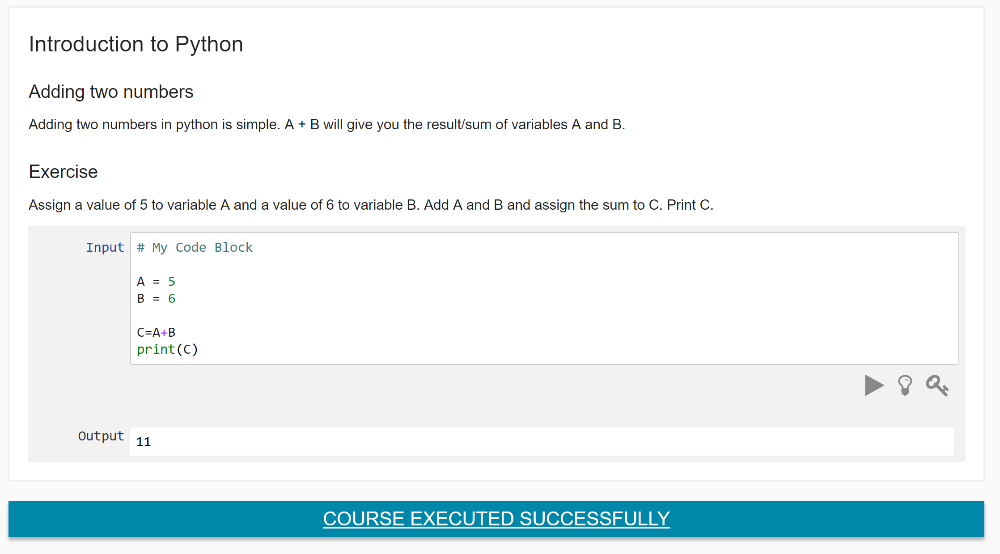 Introduction to Python
Adding two numbers
Adding two numbers in python is simple. A + B will give you the result/sum of variables A and B.
Exercise
Assign a value of 5 to variable A and a value of 6 to variable B. Add A and B and assign the sum to C. Print C.
Input
# My Code Block
A = 5
B = 6
C=A+B
print(C)
Output
11
COURSE EXECUTED SUCCESSFULLY